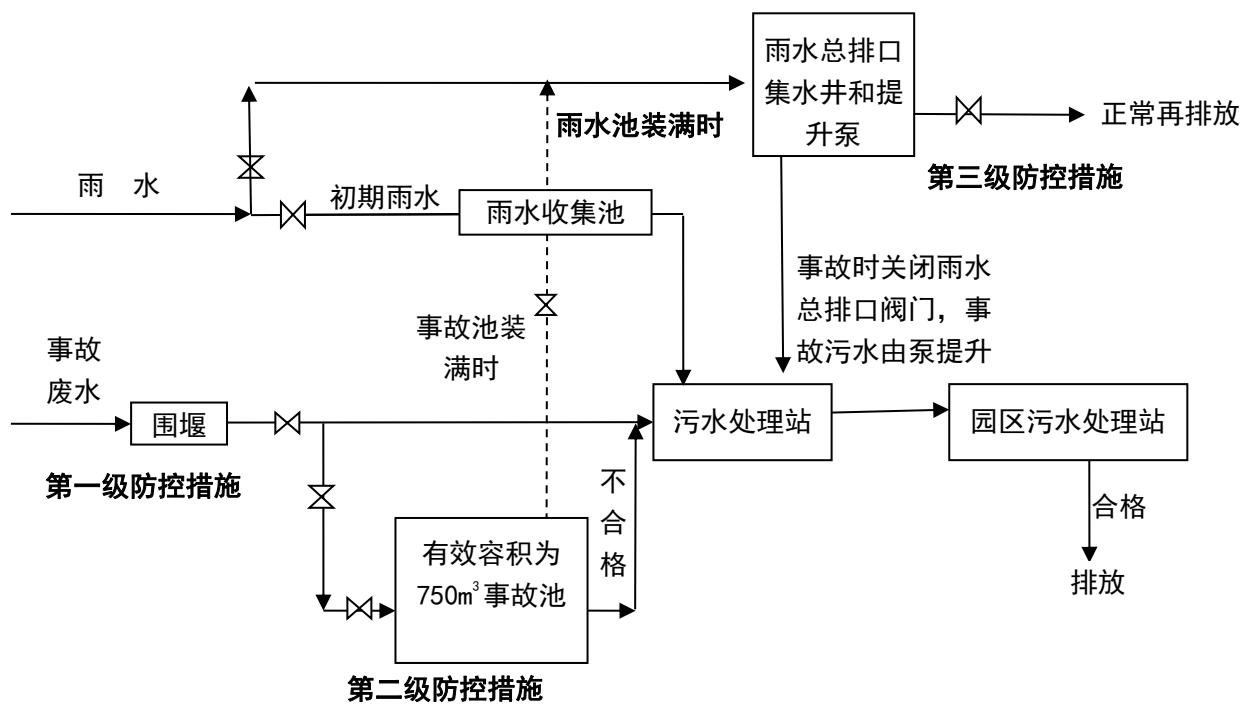 雨水总排口
集水井和提
升泵
正常再排放
第三级防控措施
雨水池装满时
雨 水
初期雨水
雨水收集池
事故时关闭雨水
总排口阀门，事
故污水由泵提升
事故池装
满时
事故
废水
围堰
第一级防控措施
污水处理站
园区污水处理站
不
合
格
合格
排放
有效容积为
750m³事故池
第二级防控措施